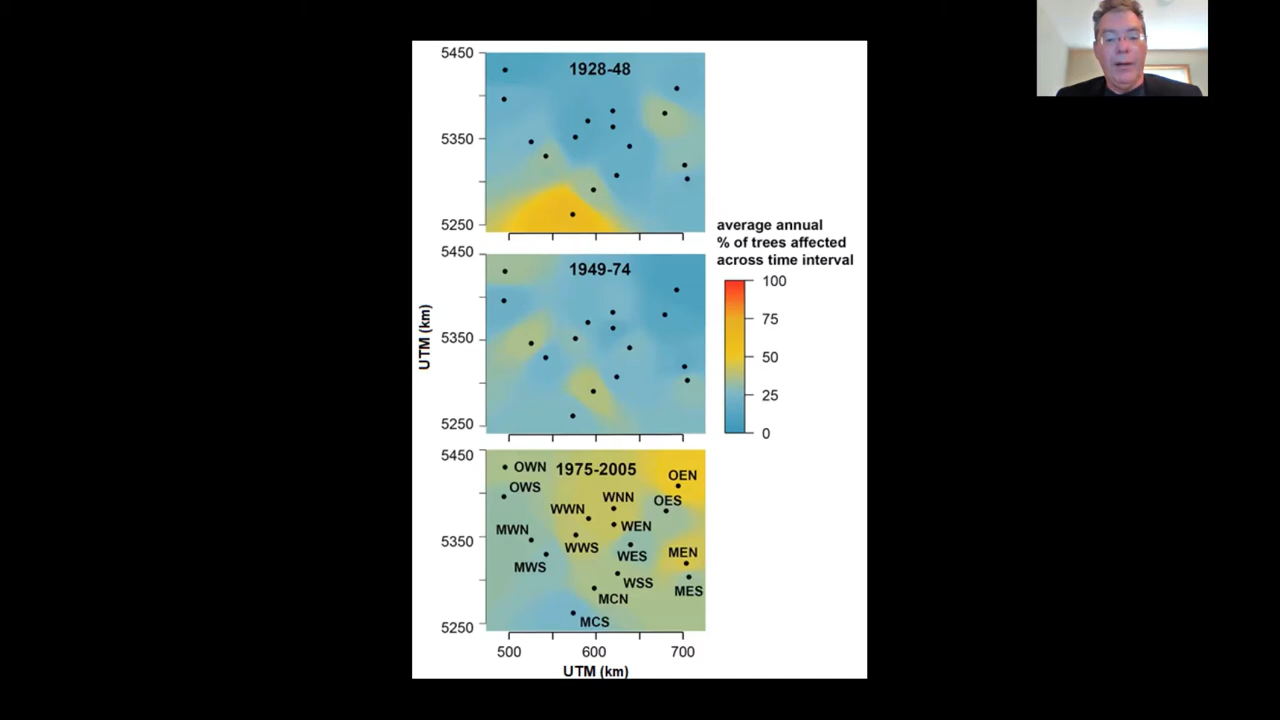 5450
1928-48
5350
5250
average annual
% of trees affected
across time interval
100
75
50
25
0
5450
1949-74
5350
5250
UTM (km)
5450
1975-2005
OWN
OEN
OWS
OES
WNN
WWN
WEN
MWN
5350
WWS
WES
MEN
MWS
WSS
MES
MCN
MCS
5250
500
600
700
UTM (km)